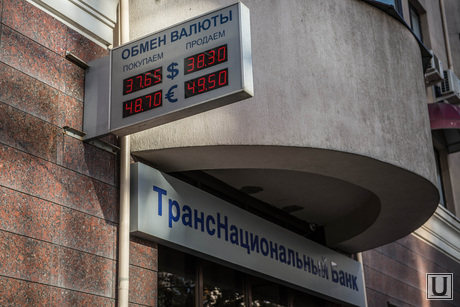 ОБМЕН ВАЛЮТЫ
ПОКУПАЕМ ПРОДАЕМ
37.65 $ 38.30
48.70 € 49.50
ТрансНациональный Банк
U